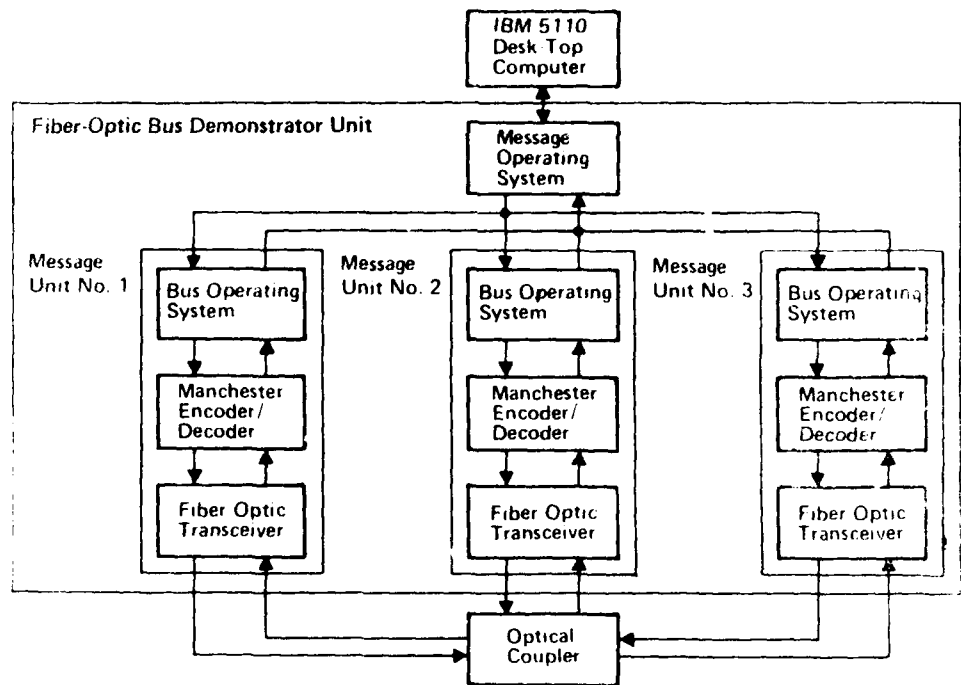 IBM 5110
Desk-Top
Computer
Fiber-Optic Bus Demonstrator Unit
Message
Operating
System
Message
Unit No. 1
Bus Operating
System
Manchester
Encoder/
Decoder
Fiber Optic
Transceiver
Message
Unit No. 2
Bus Operating
System
Manchester
Encoder/
Decoder
Fiber Optic
Transceiver
Message
Unit No. 3
Bus Operating
System
Manchester
Encoder/
Decoder
Fiber Optic
Transceiver
Optical
Coupler